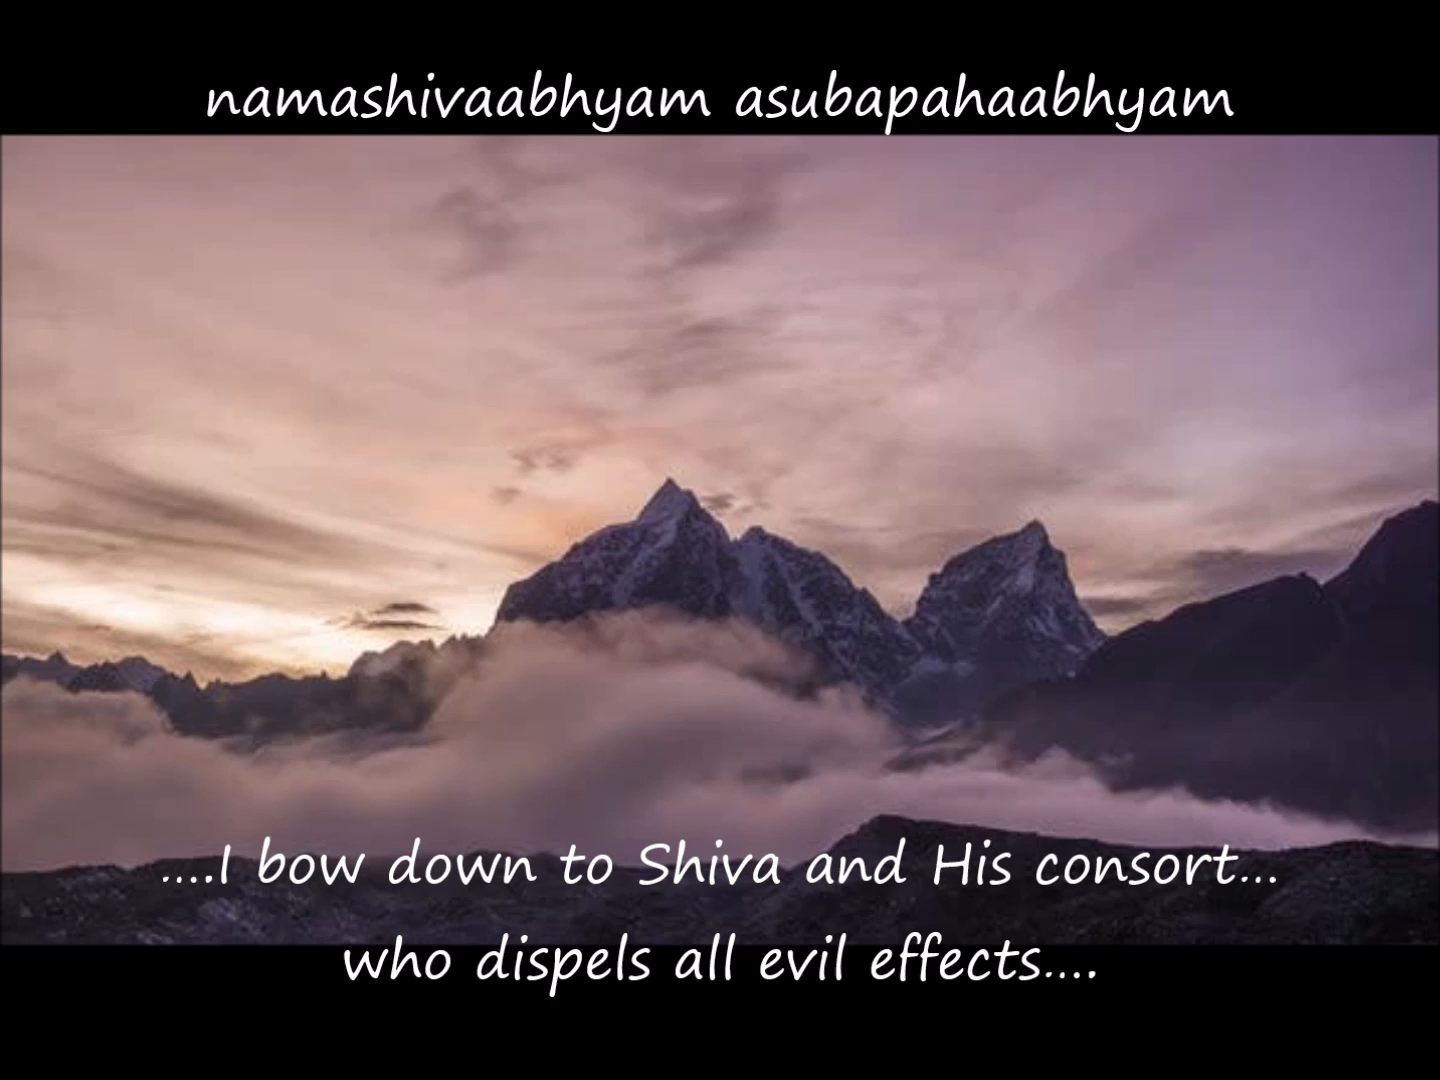 namashivaabhyam asubapahaabhyam
....I bow down to Shiva and His consort...
who dispels all evil effects....